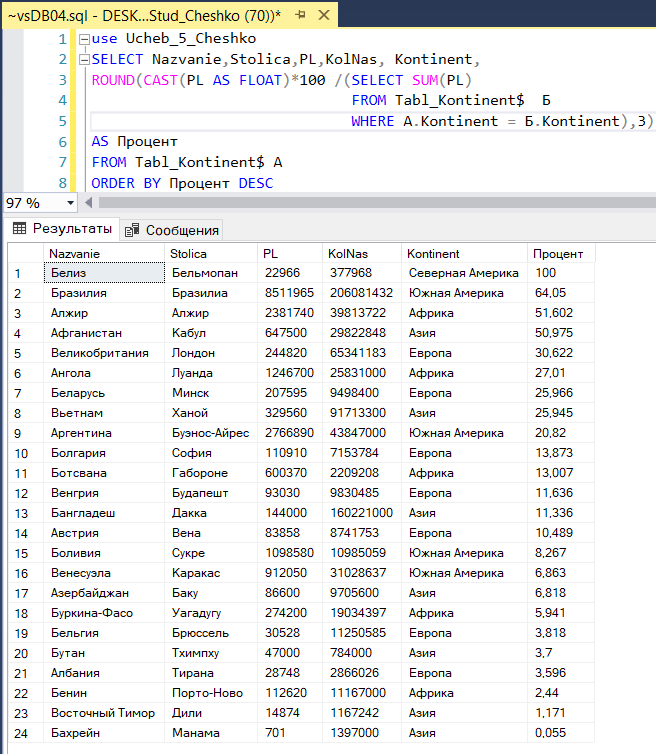 ~vsDB04.sql - DESK...Stud_Cheshko (70))*
1 use Ucheb_5_Cheshko
2 SELECT Nazvanie,Stolica,PL,KolNas, Kontinent,
3 ROUND(CAST(PL AS FLOAT)*100 /(SELECT SUM(PL)
4 FROM Tabl_Kontinent$ Б
5 WHERE А.Kontinent = Б.Kontinent),3)
6 AS Процент
7 FROM Tabl_Kontinent$ А
8 ORDER BY Процент DESC
97 %
Результаты Сообщения
Nazvanie Stolica PL KolNas Kontinent Процент
1 Белиз Бельмопан 22966 377968 Северная Америка 100
2 Бразилия Бразилиа 8511965 206081432 Южная Америка 64,05
3 Алжир Алжир 2381740 39813722 Африка 51,602
4 Афганистан Кабул 647500 29822848 Азия 50,975
5 Великобритания Лондон 244820 65341183 Европа 30,622
6 Ангола Луанда 1246700 25831000 Африка 27,01
7 Беларусь Минск 207595 9498400 Европа 25,966
8 Вьетнам Ханой 329560 91713300 Азия 25,945
9 Аргентина Буэнос-Айрес 2766890 43847000 Южная Америка 20,82
10 Болгария София 110910 7153784 Европа 13,873
11 Ботсвана Габороне 600370 2209208 Африка 13,007
12 Венгрия Будапешт 93030 9830485 Европа 11,636
13 Бангладеш Дакка 144000 160221000 Азия 11,336
14 Австрия Вена 83858 8741753 Европа 10,489
15 Боливия Сукре 1098580 10985059 Южная Америка 8,267
16 Венесуэла Каракас 912050 31028637 Южная Америка 6,863
17 Азербайджан Баку 86600 9705600 Азия 6,818
18 Буркина-Фасо Уагадугу 274200 19034397 Африка 5,941
19 Бельгия Брюссель 30528 11250585 Европа 3,818
20 Бутан Тхимпху 47000 784000 Азия 3,7
21 Албания Тирана 28748 2866026 Европа 3,596
22 Бенин Порто-Ново 112620 11167000 Африка 2,44
23 Восточный Тимор Дили 14874 1167242 Азия 1,171
24 Бахрейн Манама 701 1397000 Азия 0,055